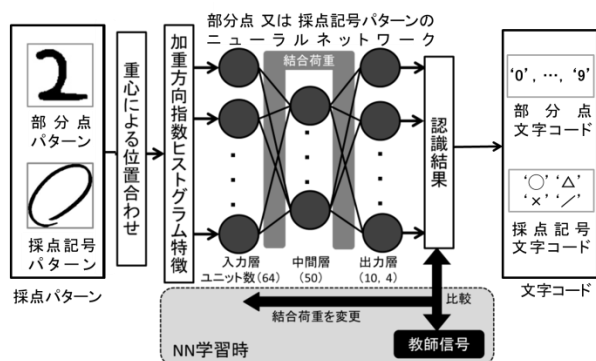 部分点 又は 採点記号パターンの
ニューラルネットワーク
2
部分点
パターン
採点記号
パターン
採点パターン
重心による位置合わせ
加重方向指数ヒストグラム特徴
結合荷重
入力層
ユニット数(64)
中間層
(50)
出力層
(10, 4)
認識結果
'0', …, '9'
部分点
文字コード
'○' '△'
'×' '／'
採点記号
文字コード
文字コード
比較
結合荷重を変更
教師信号
NN学習時